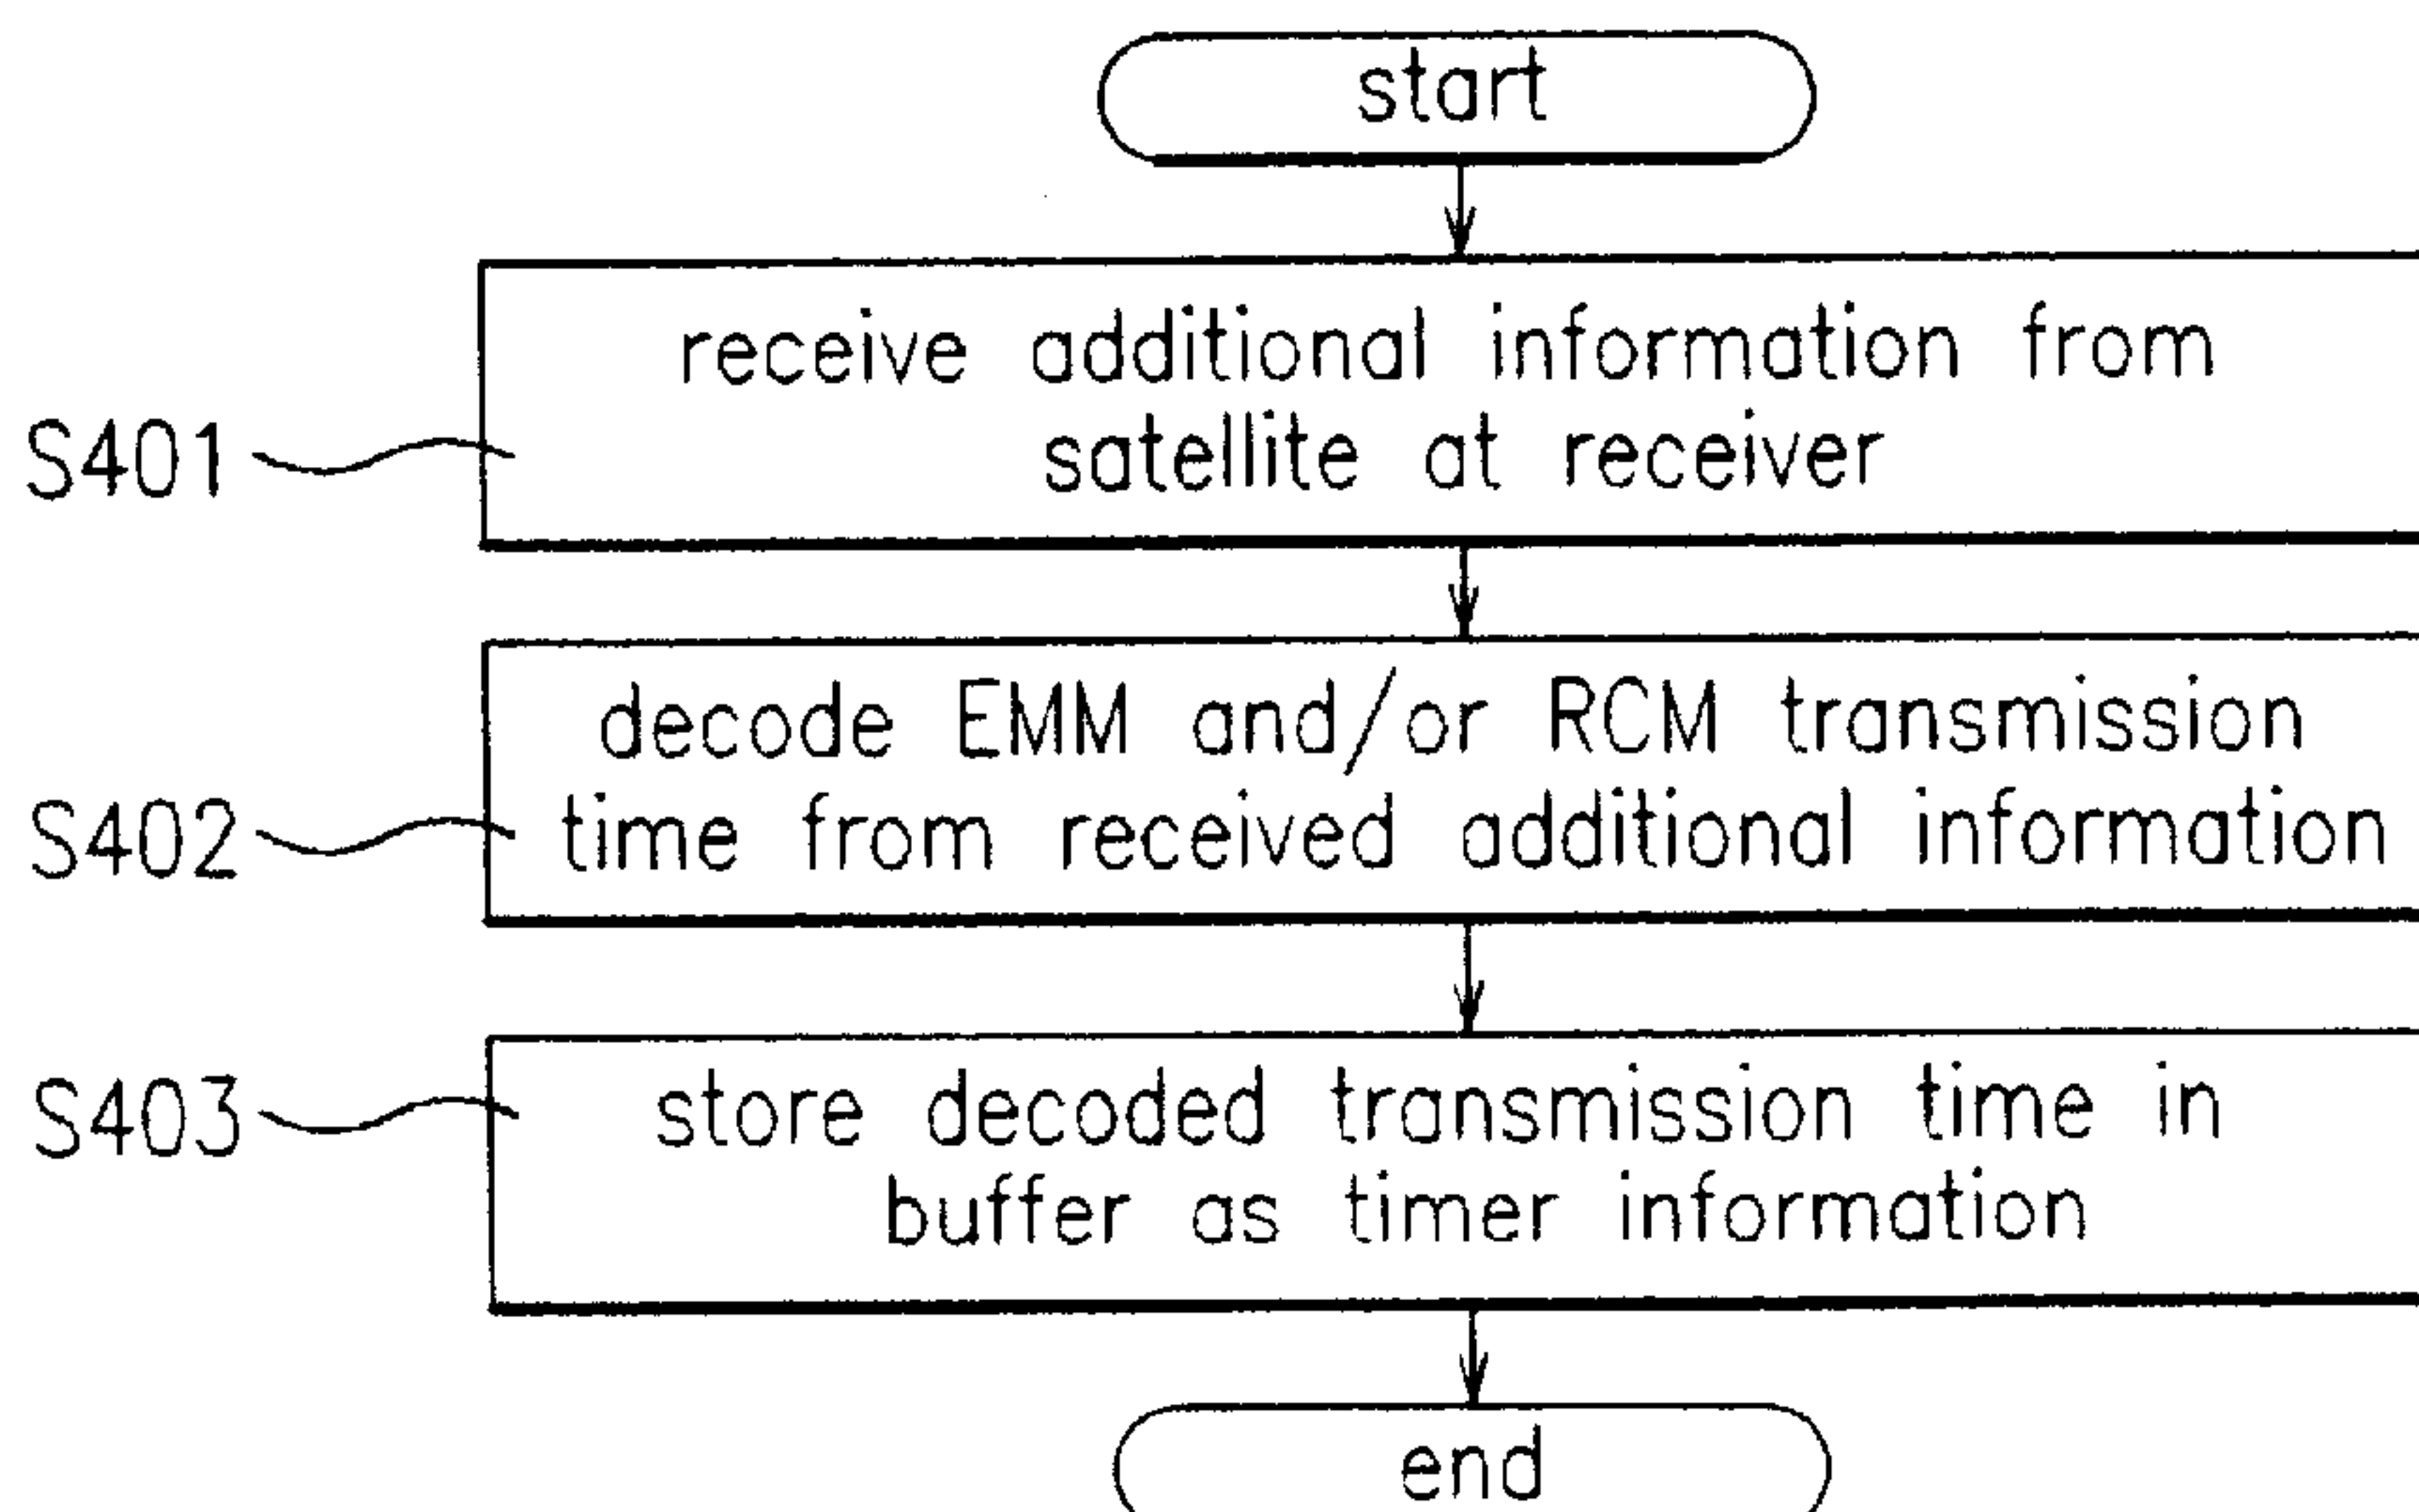 start
receive additional information from
satellite at receiver
S401
decode EMM and/or RCM transmission
time from received additional information
S402
store decoded transmission time in
buffer as timer information
S403
end